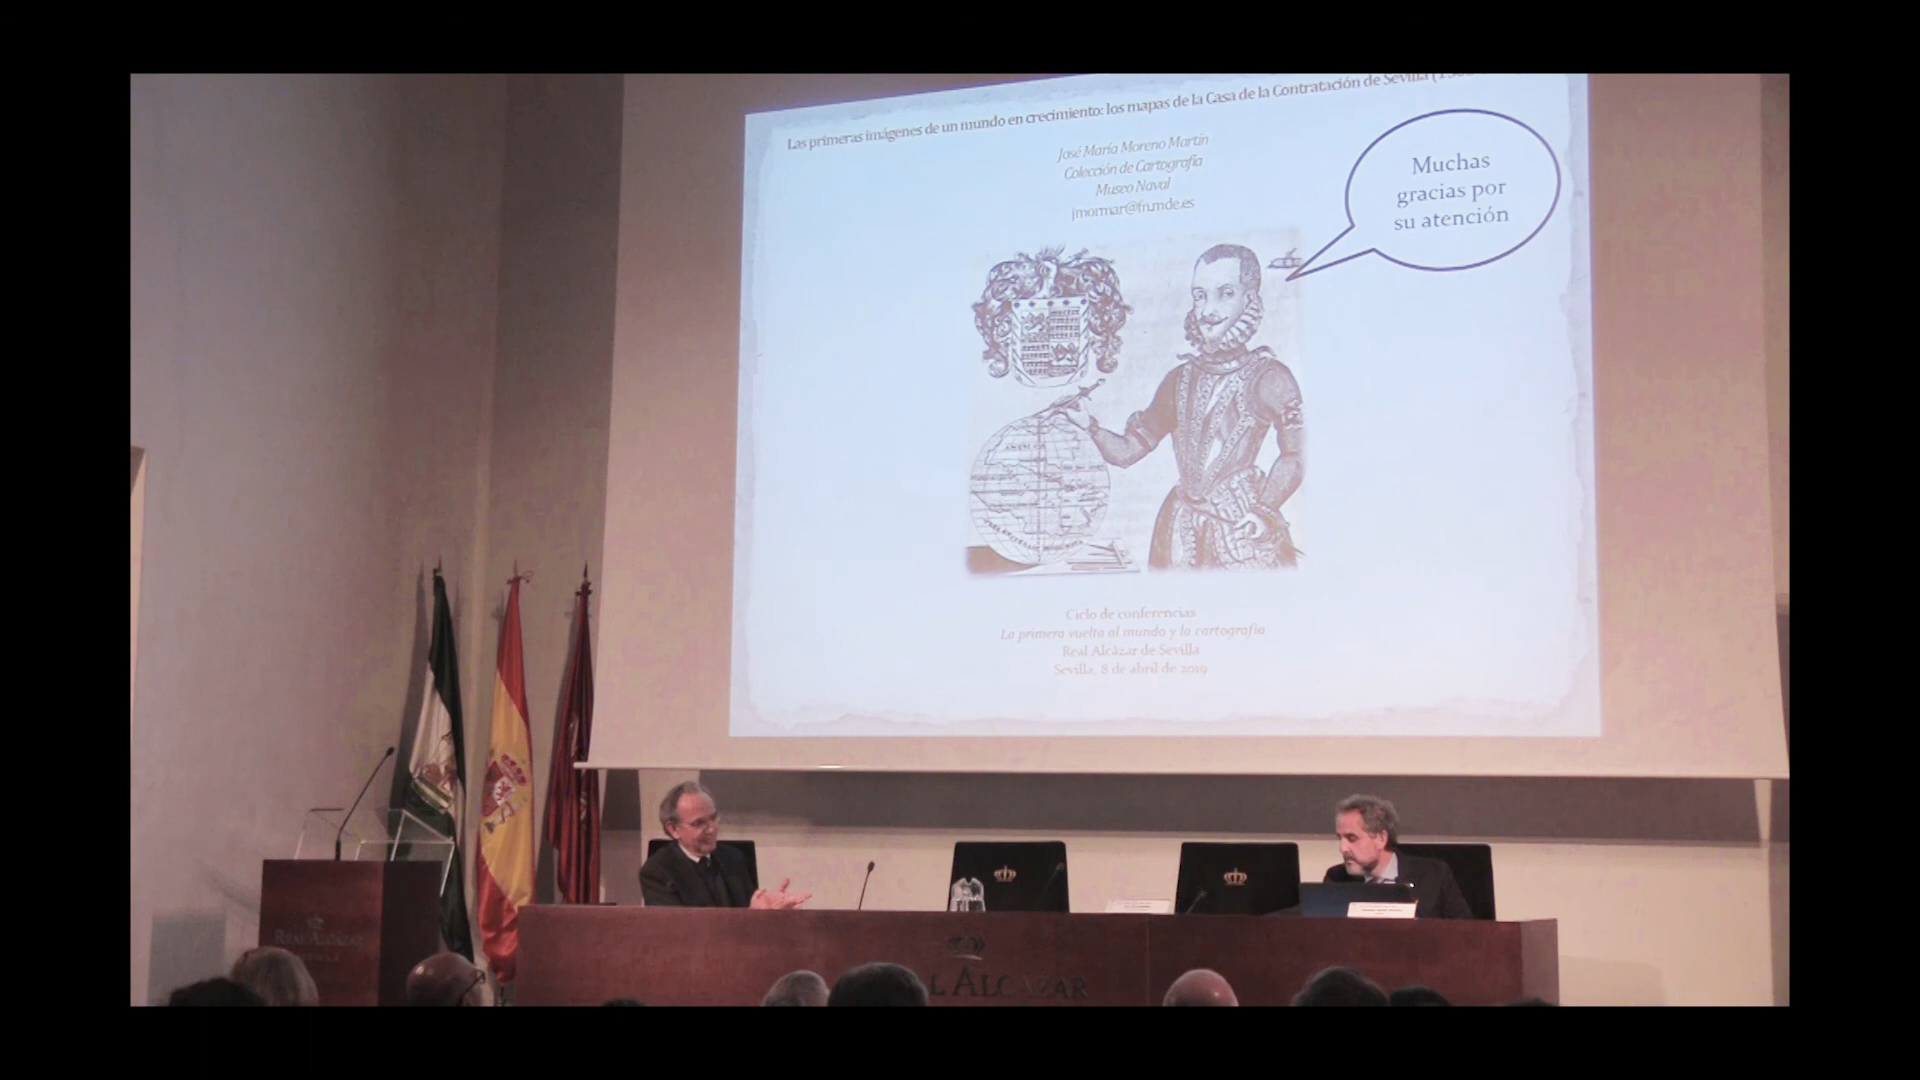 Las primeras imágenes de un mundo en crecimiento: los mapas de la Casa de la Contratación de Sevilla
José María Moreno Martín
Colección de Cartografía
Museo Naval
jmormar@fn.mde.es
Muchas
gracias por
su atención
Ciclo de conferencias
La primera vuelta al mundo y la cartografía
Real Alcázar de Sevilla
Sevilla, 8 de abril de 2019
REAL ALCÁZAR
L ALCAZAR